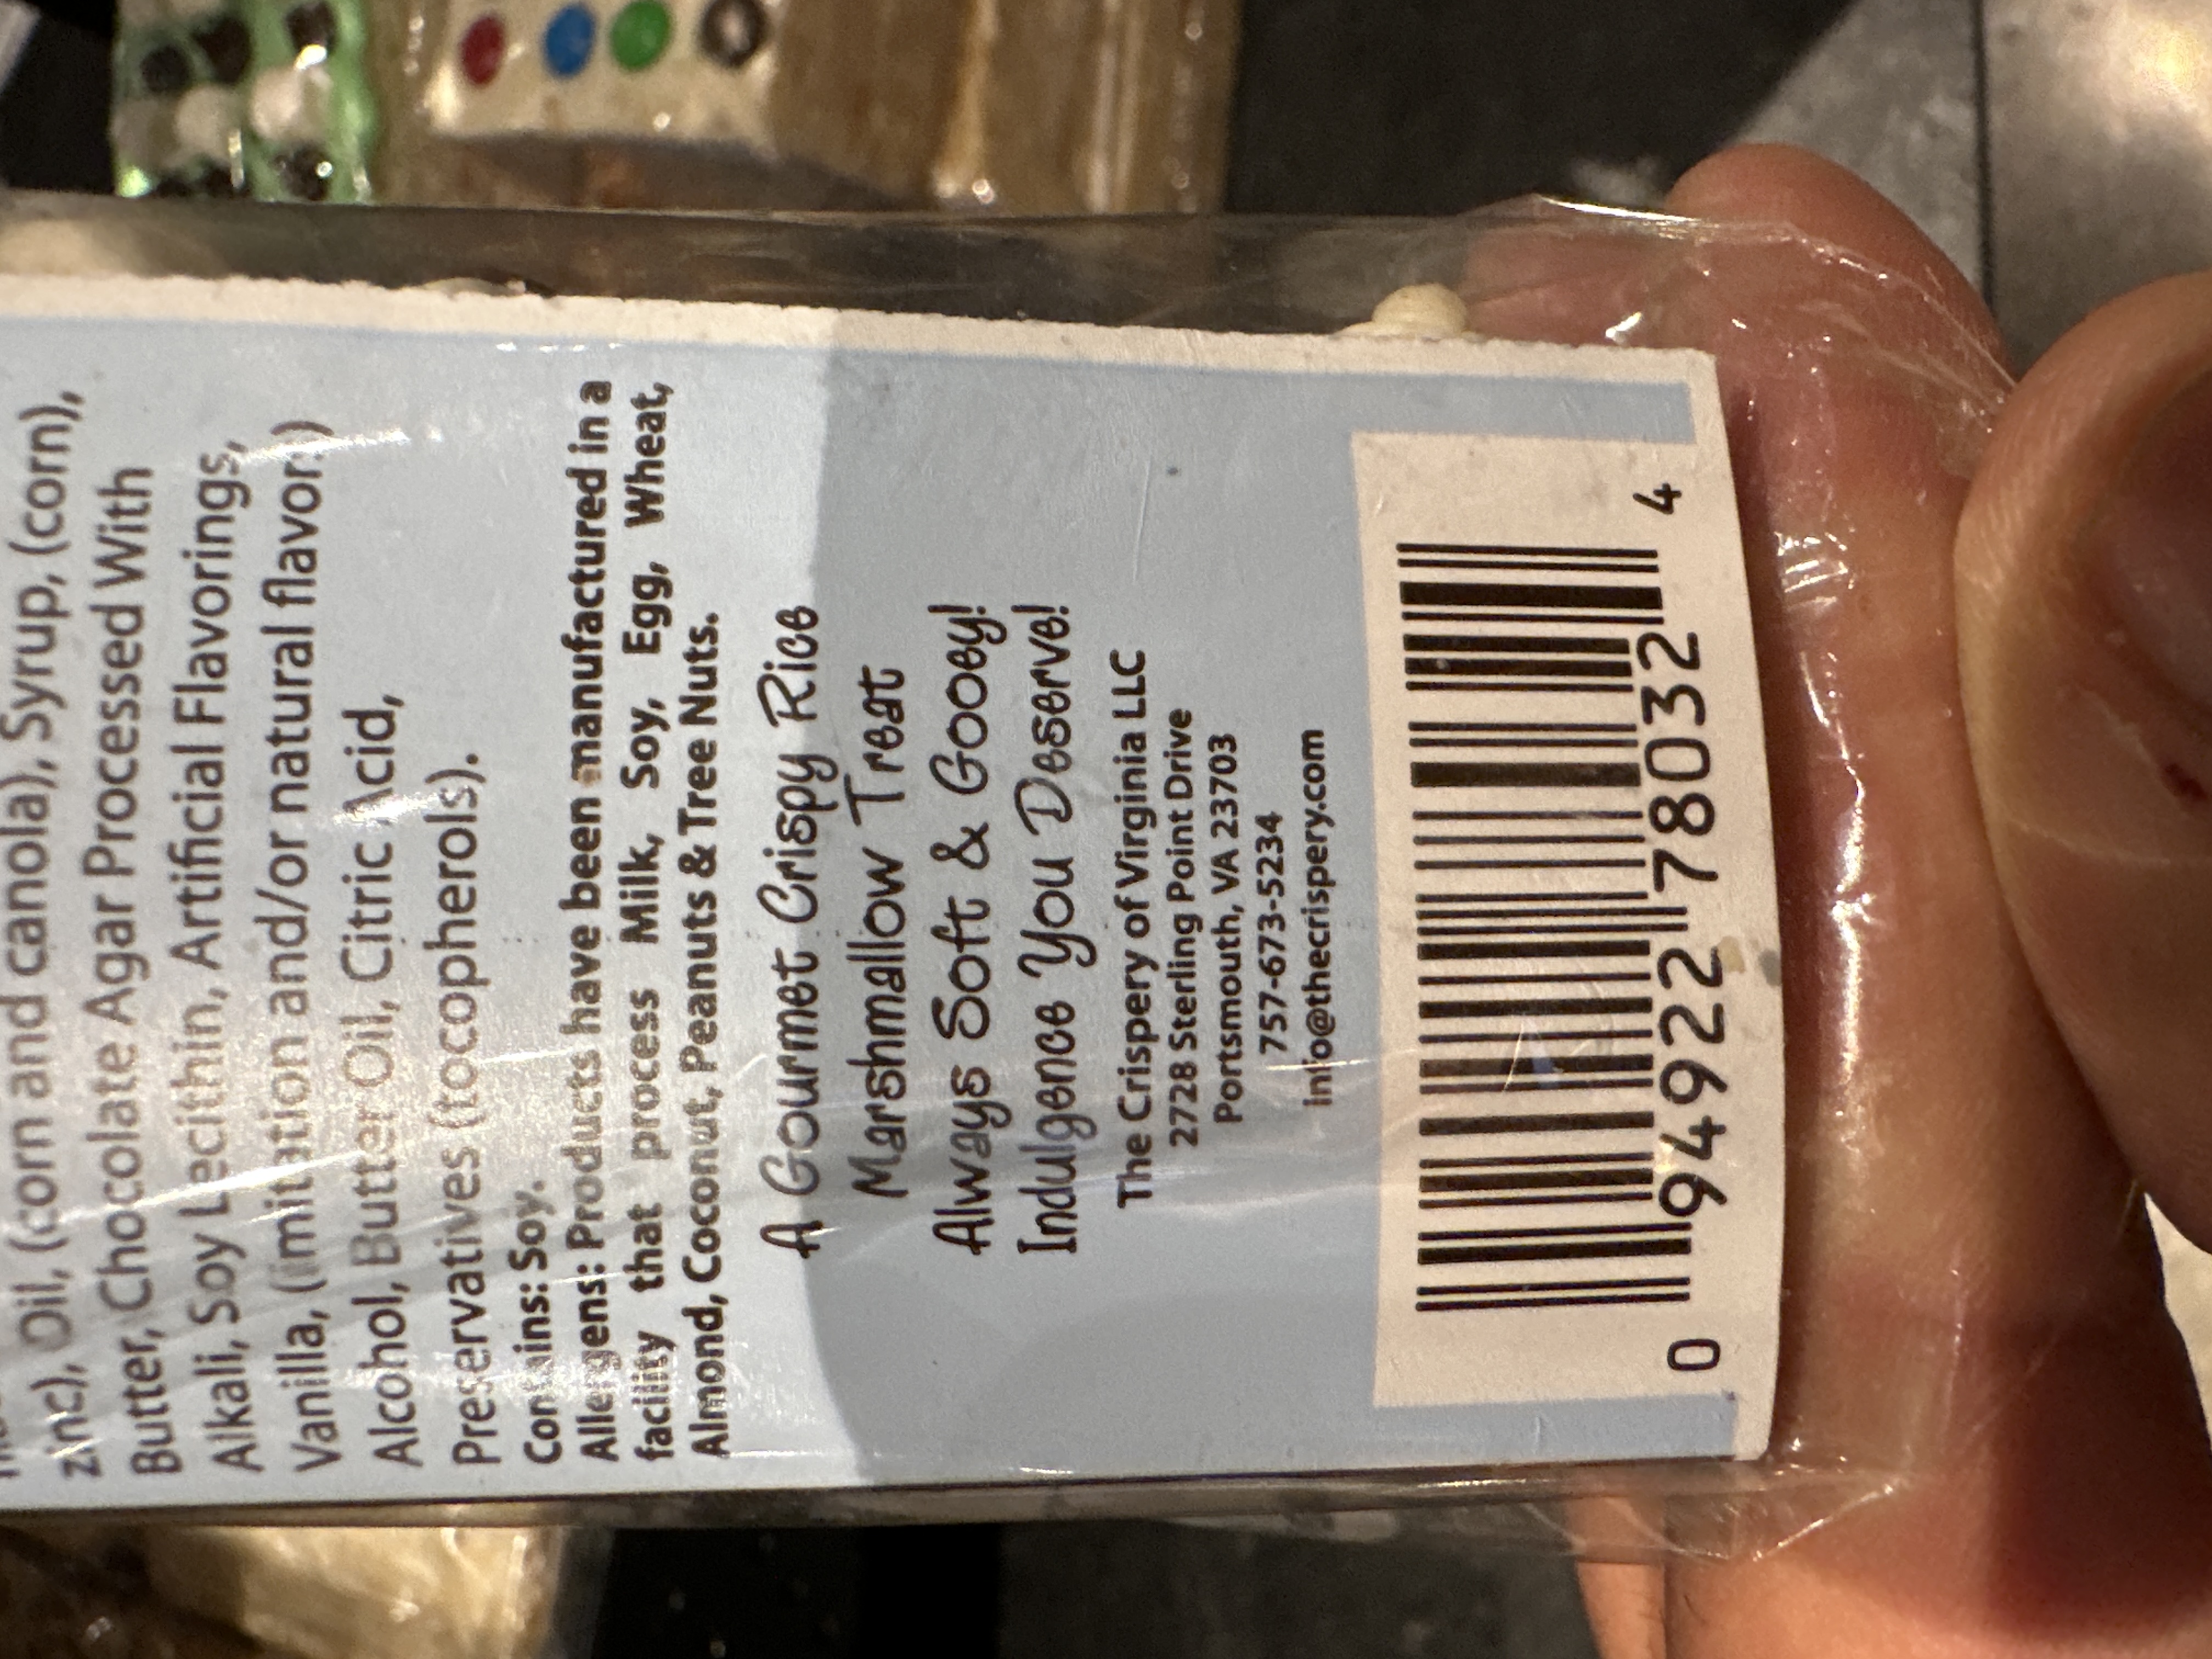 zinc), Oil, (corn and canola), Syrup, (corn),
Butter, Chocolate Agar Processed With
Alkali, Soy Lecithin, Artificial Flavorings,
Vanilla, (imitation and/or natural flavors)
Alcohol, Butter Oil, Citric Acid,
Preservatives (tocopherols).
Contains: Soy.
Allergens: Products have been manufactured in a
facility that process Milk, Soy, Egg, Wheat,
Almond, Coconut, Peanuts & Tree Nuts.
A Gourmet Crispy Rice
Marshmallow Treat
Always Soft & Gooey!
Indulgence You Deserve!
The Crispery of Virginia LLC
2728 Sterling Point Drive
Portsmouth, VA 23703
757-673-5234
info@thecrispery.com
0 94922 78032 4